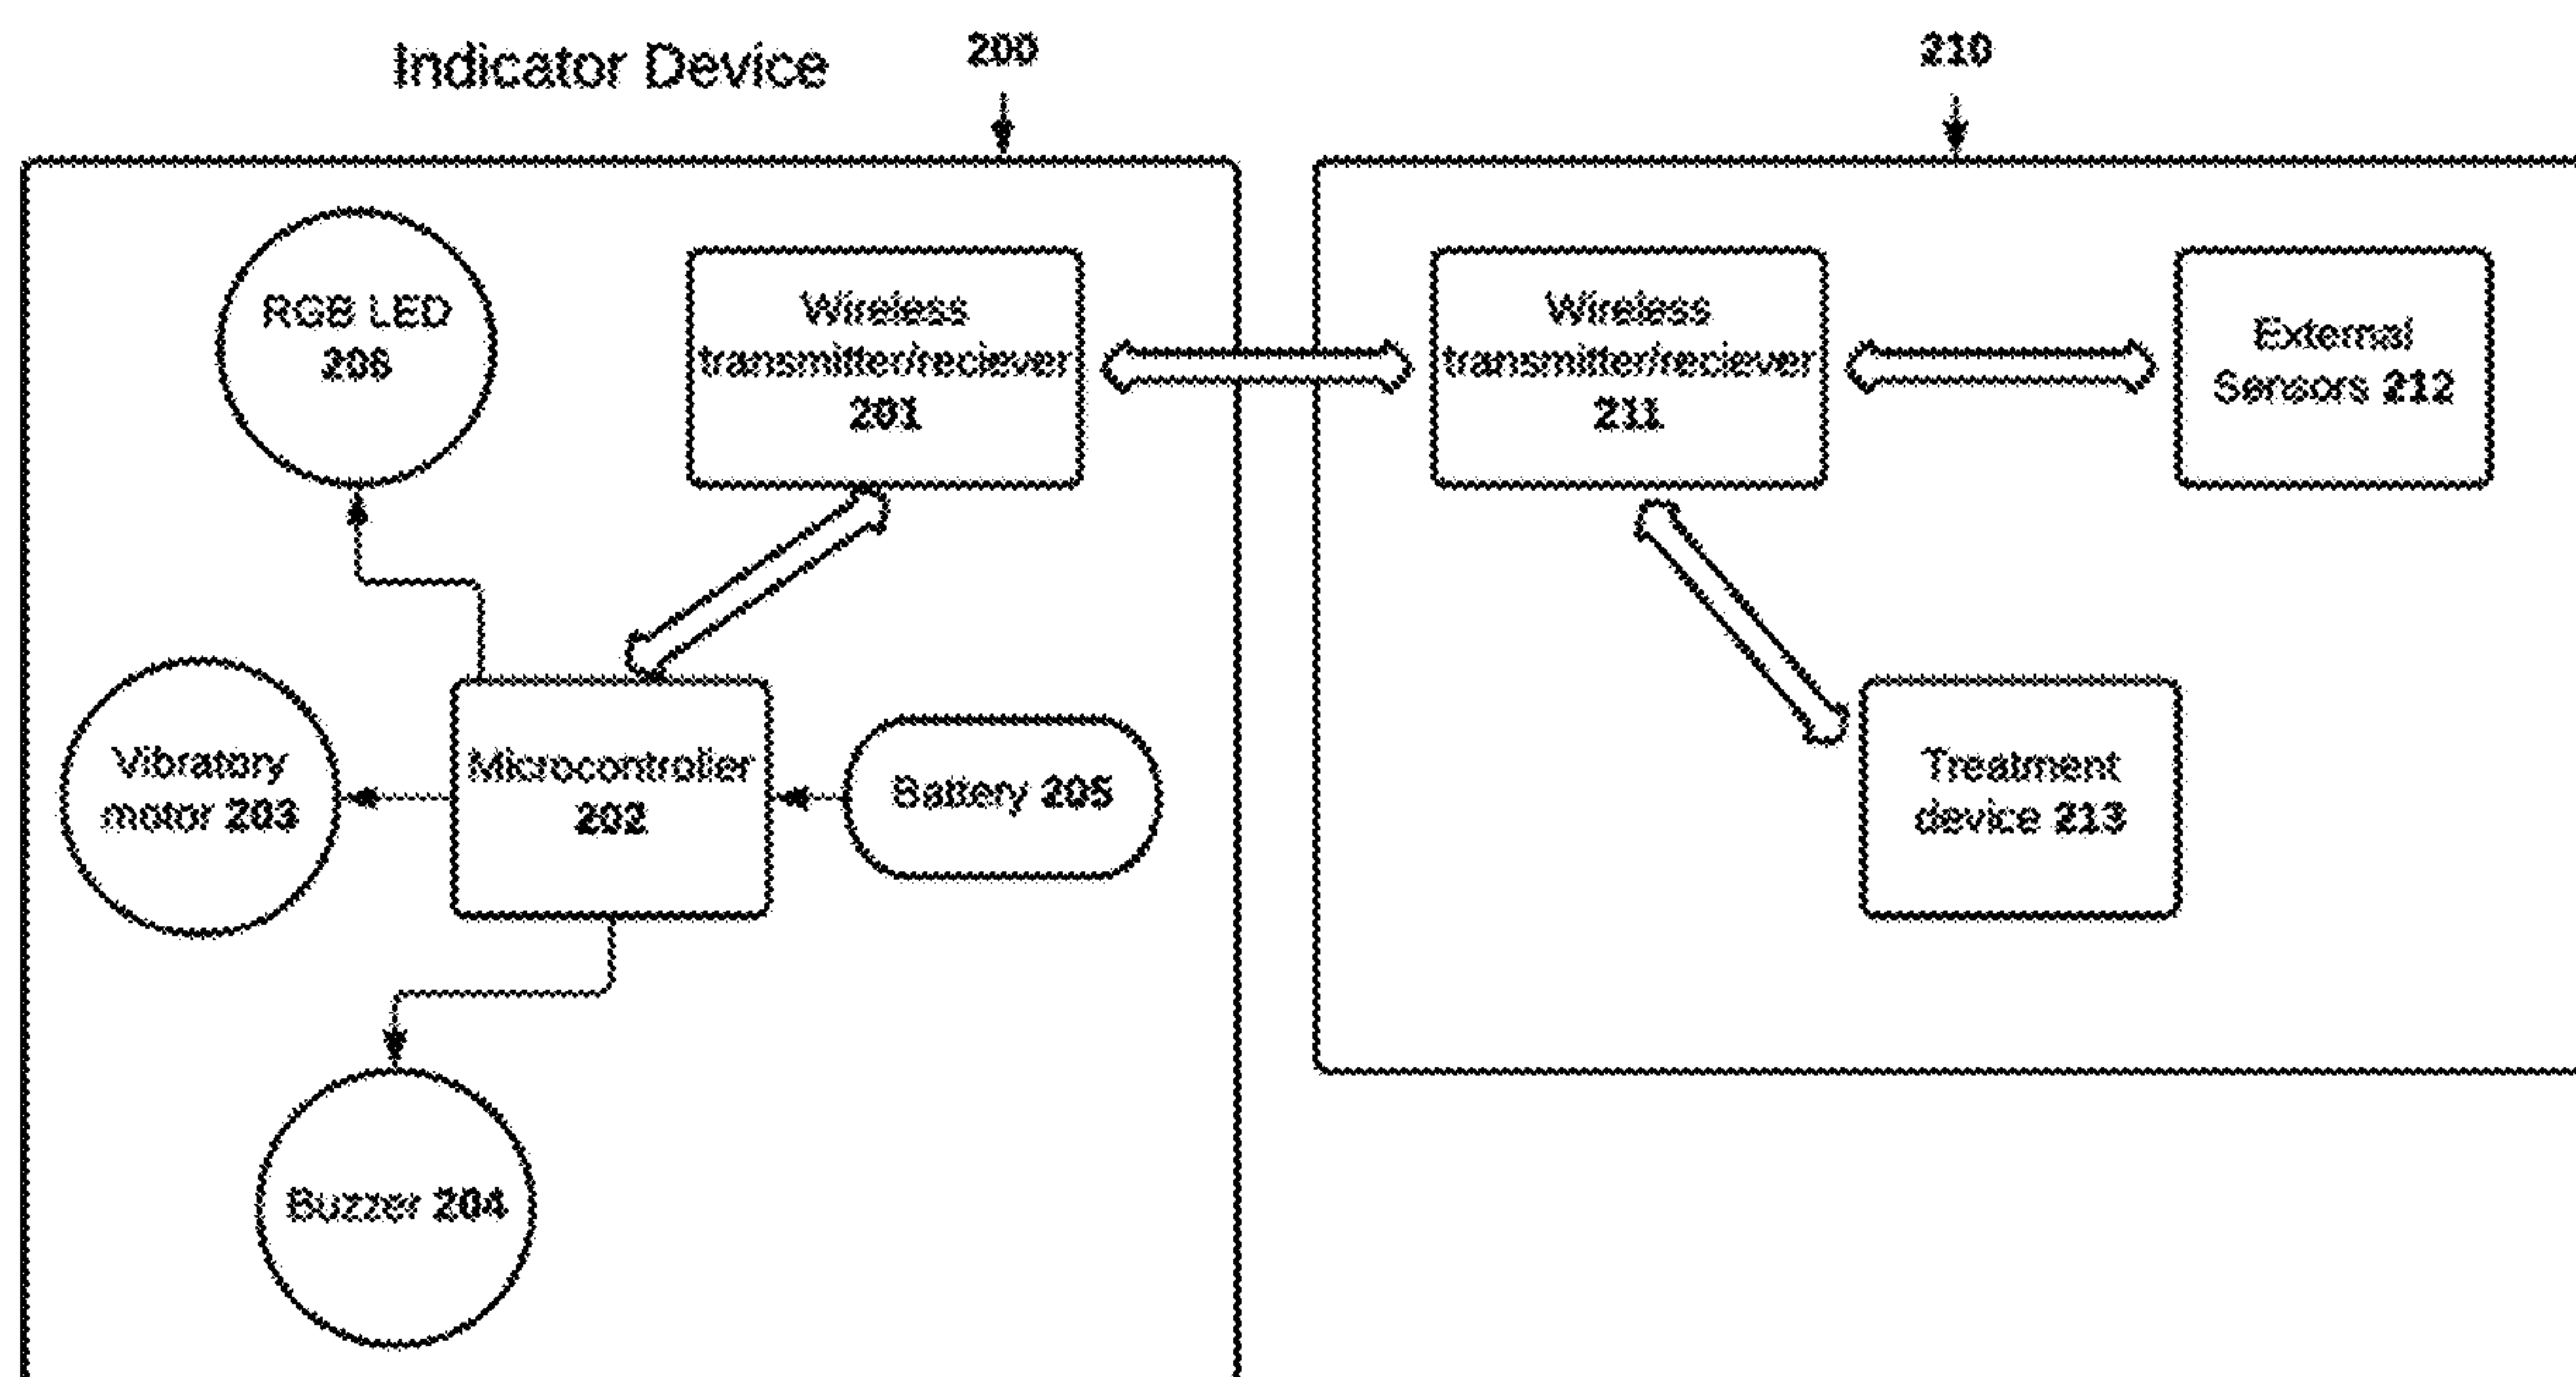 Indicator Device
200
210
RGB LED
206
Wireless
transmitter/reciever
201
Wireless
transmitter/reciever
211
External
Sensors 212
Vibratory
motor 203
Microcontroller
202
Battery 205
Treatment
device 213
Buzzer 204